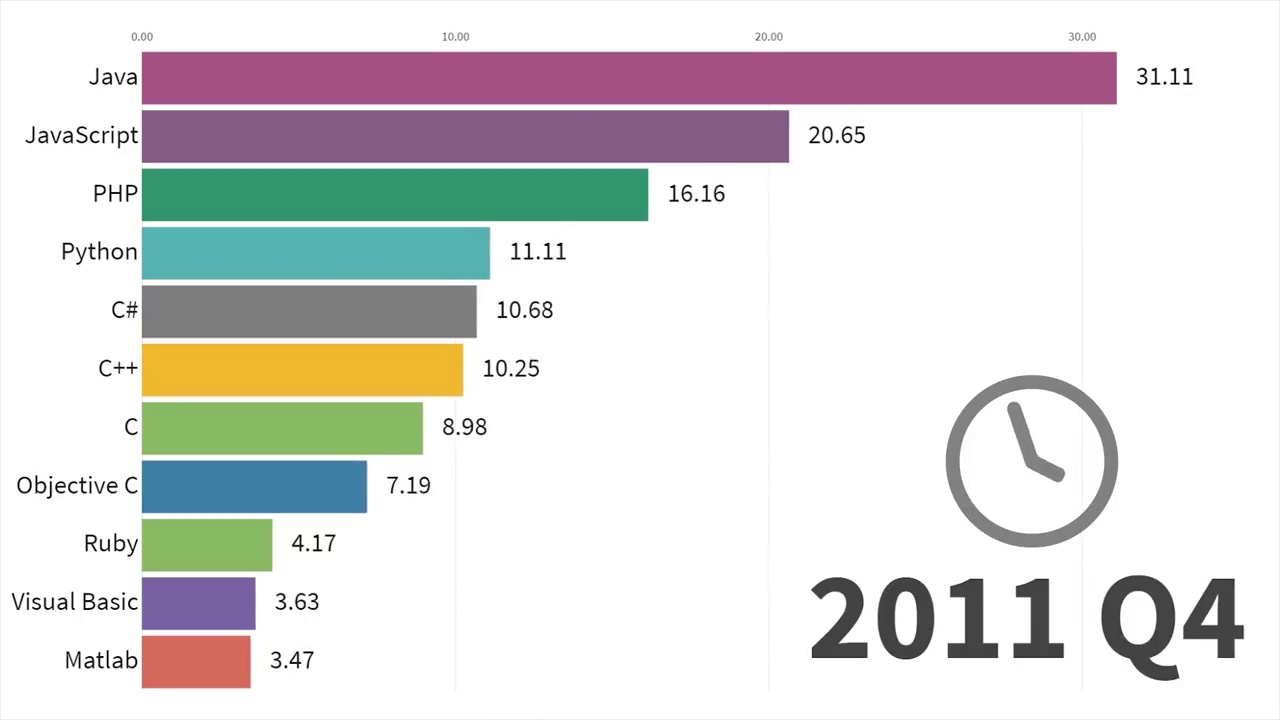 0.00 10.00 20.00 30.00
Java 31.11
JavaScript 20.65
PHP 16.16
Python 11.11
C# 10.68
C++ 10.25
C 8.98
Objective C 7.19
Ruby 4.17
Visual Basic 3.63
Matlab 3.47
2011 Q4